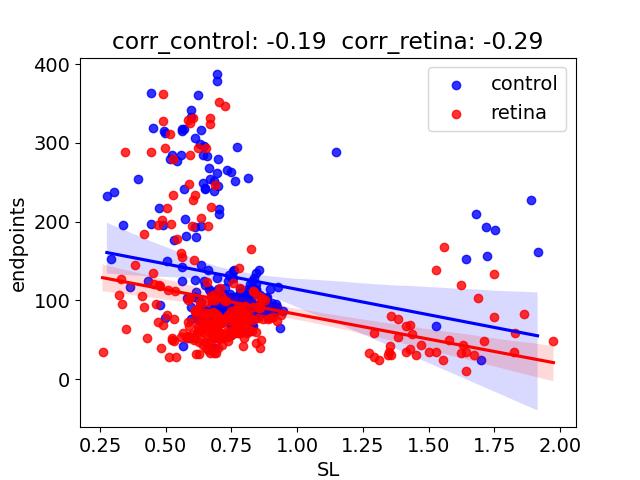 corr_control: -0.19  corr_retina: -0.29
control
retina
400
300
200
100
0
endpoints
0.25 0.50 0.75 1.00 1.25 1.50 1.75 2.00
SL